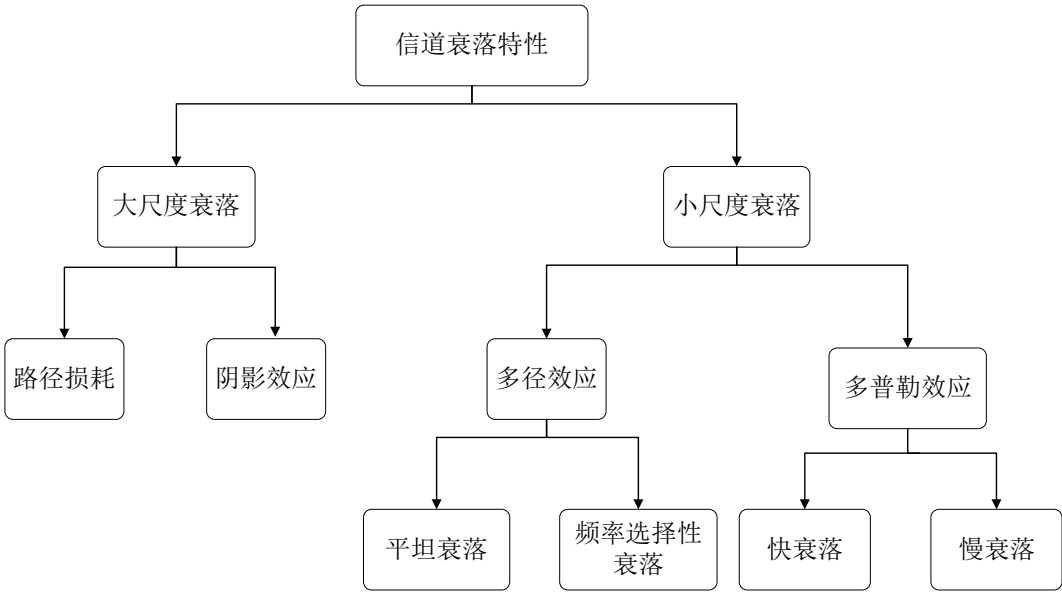 信道衰落特性
大尺度衰落
小尺度衰落
路径损耗
阴影效应
多径效应
多普勒效应
平坦衰落
频率选择性
衰落
快衰落
慢衰落